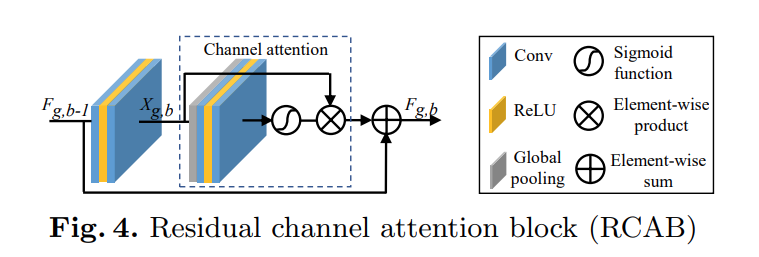 Channel attention
F_{g,b-1}
X_{g,b}
F_{g,b}
Conv
Sigmoid
function
ReLU
Element-wise
product
Global
pooling
Element-wise
sum
Fig. 4. Residual channel attention block (RCAB)